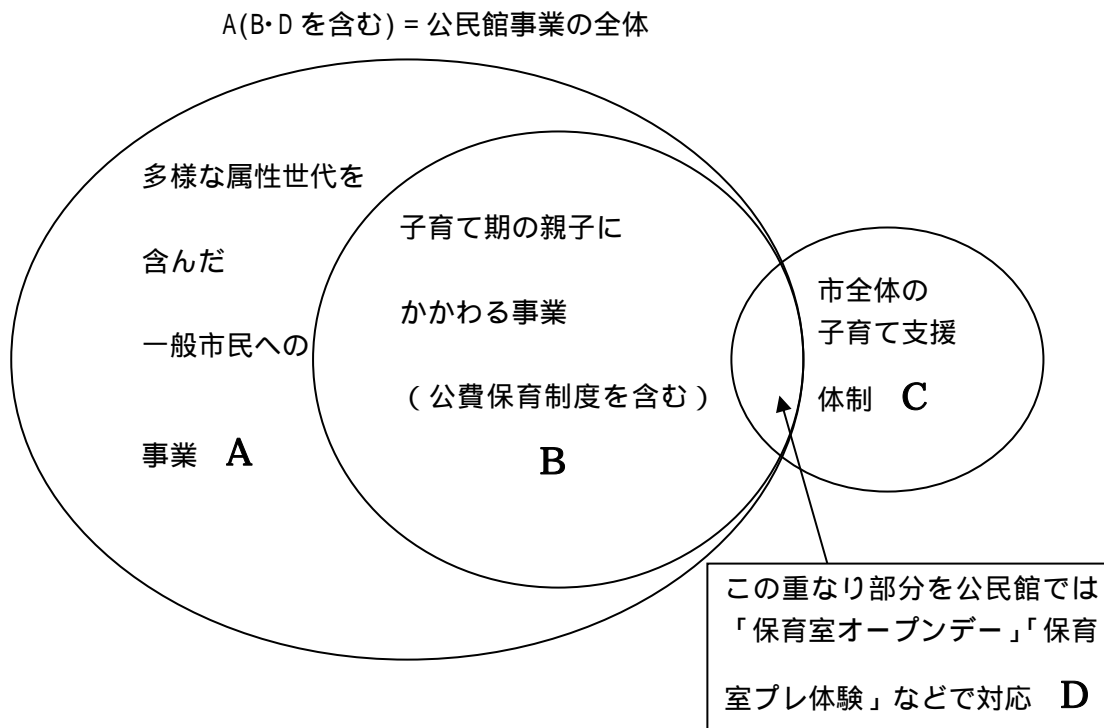 A(B・Dを含む) = 公民館事業の全体
多様な属性世代を
含んだ
一般市民への
事業 A
子育て期の親子に
かかわる事業
(公費保育制度を含む)
B
市全体の
子育て支援
体制 C
この重なり部分を公民館では
「保育室オープンデー」「保育
室プレ体験」などで対応 D